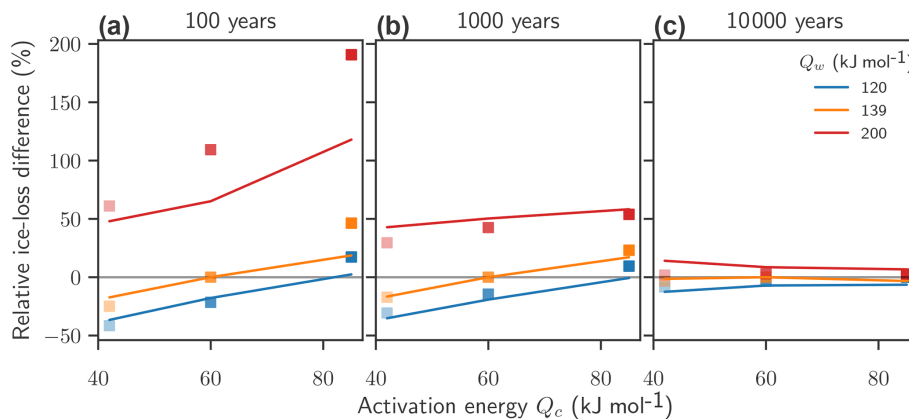 (a) 100 years (b) 1000 years (c) 10000 years
Relative ice-loss difference (%)
200
150
100
50
0
−50
Q_w (kJ mol⁻¹)
120
139
200
40 60 80 40 60 80 40 60 80
Activation energy Q_c (kJ mol⁻¹)